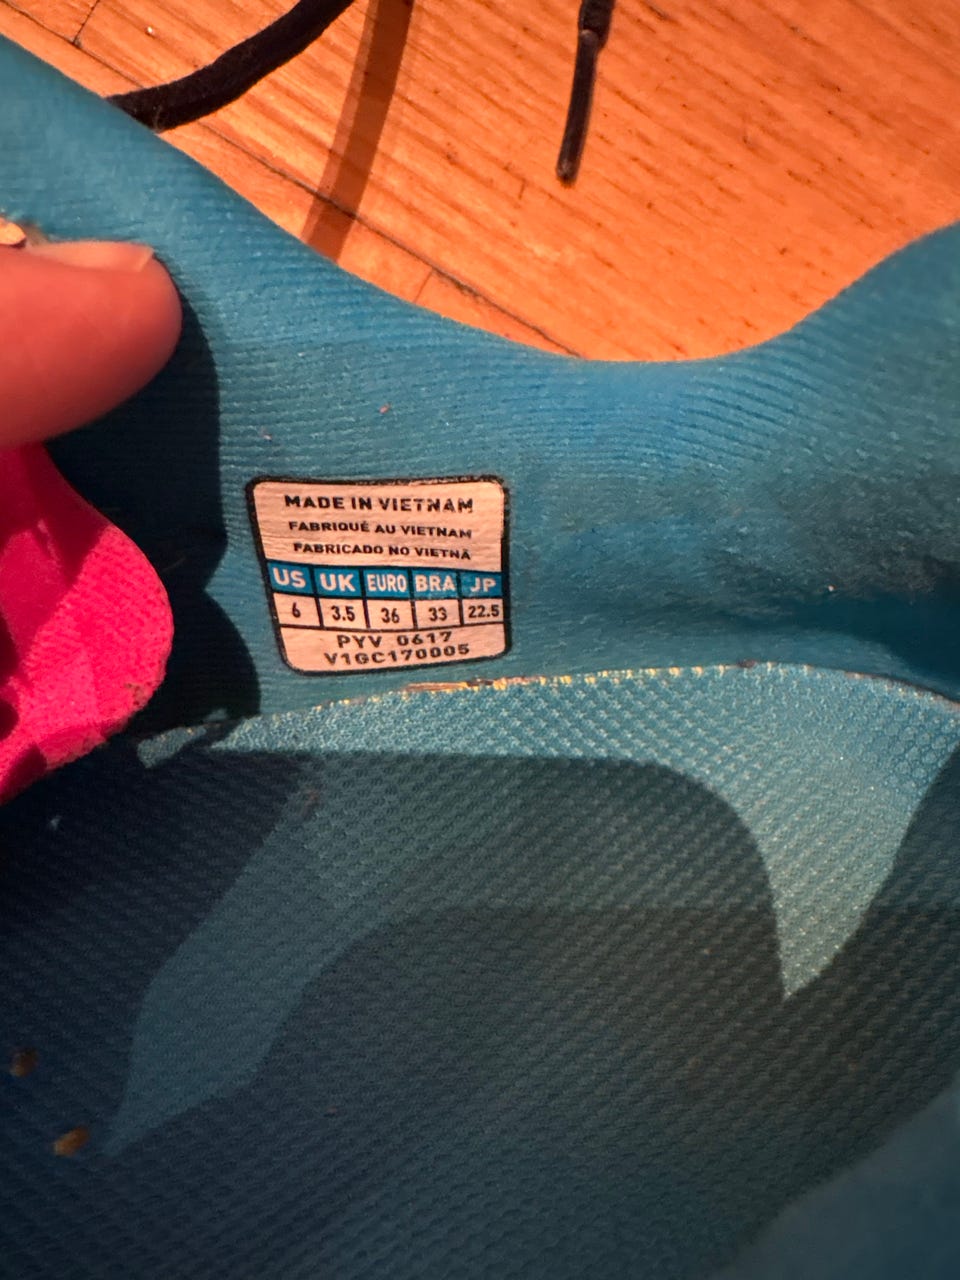 MADE IN VIETNAM
FABRIQUÉ AU VIETNAM
FABRICADO NO VIETNÃ
US UK EURO BRA JP
6 3.5 36 33 22.5
PYV 0617
V1GC170005